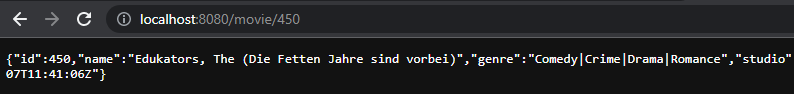 localhost:8080/movie/450
{"id":450,"name":"Edukators, The (Die Fetten Jahre sind vorbei)","genre":"Comedy|Crime|Drama|Romance","studio"
07T11:41:06Z"}